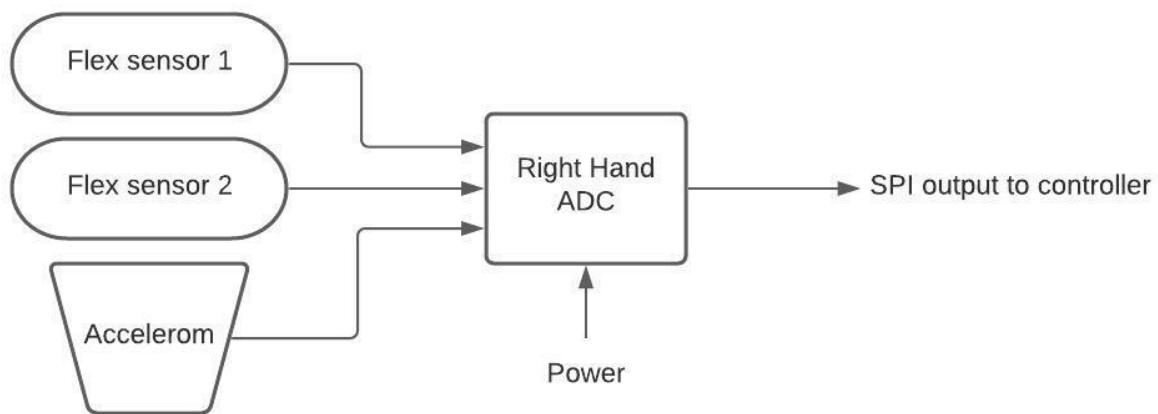 Flex sensor 1
Flex sensor 2
Accelerom
Right Hand
ADC
SPI output to controller
Power